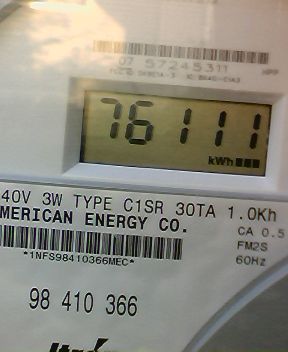 07 57245311
76111
kWh
40V 3W TYPE C1SR 30TA 1.0Kh
MERICAN ENERGY CO.
CA 0.5
FM2S
*1NFS98410366MEC*
60Hz
98 410 366